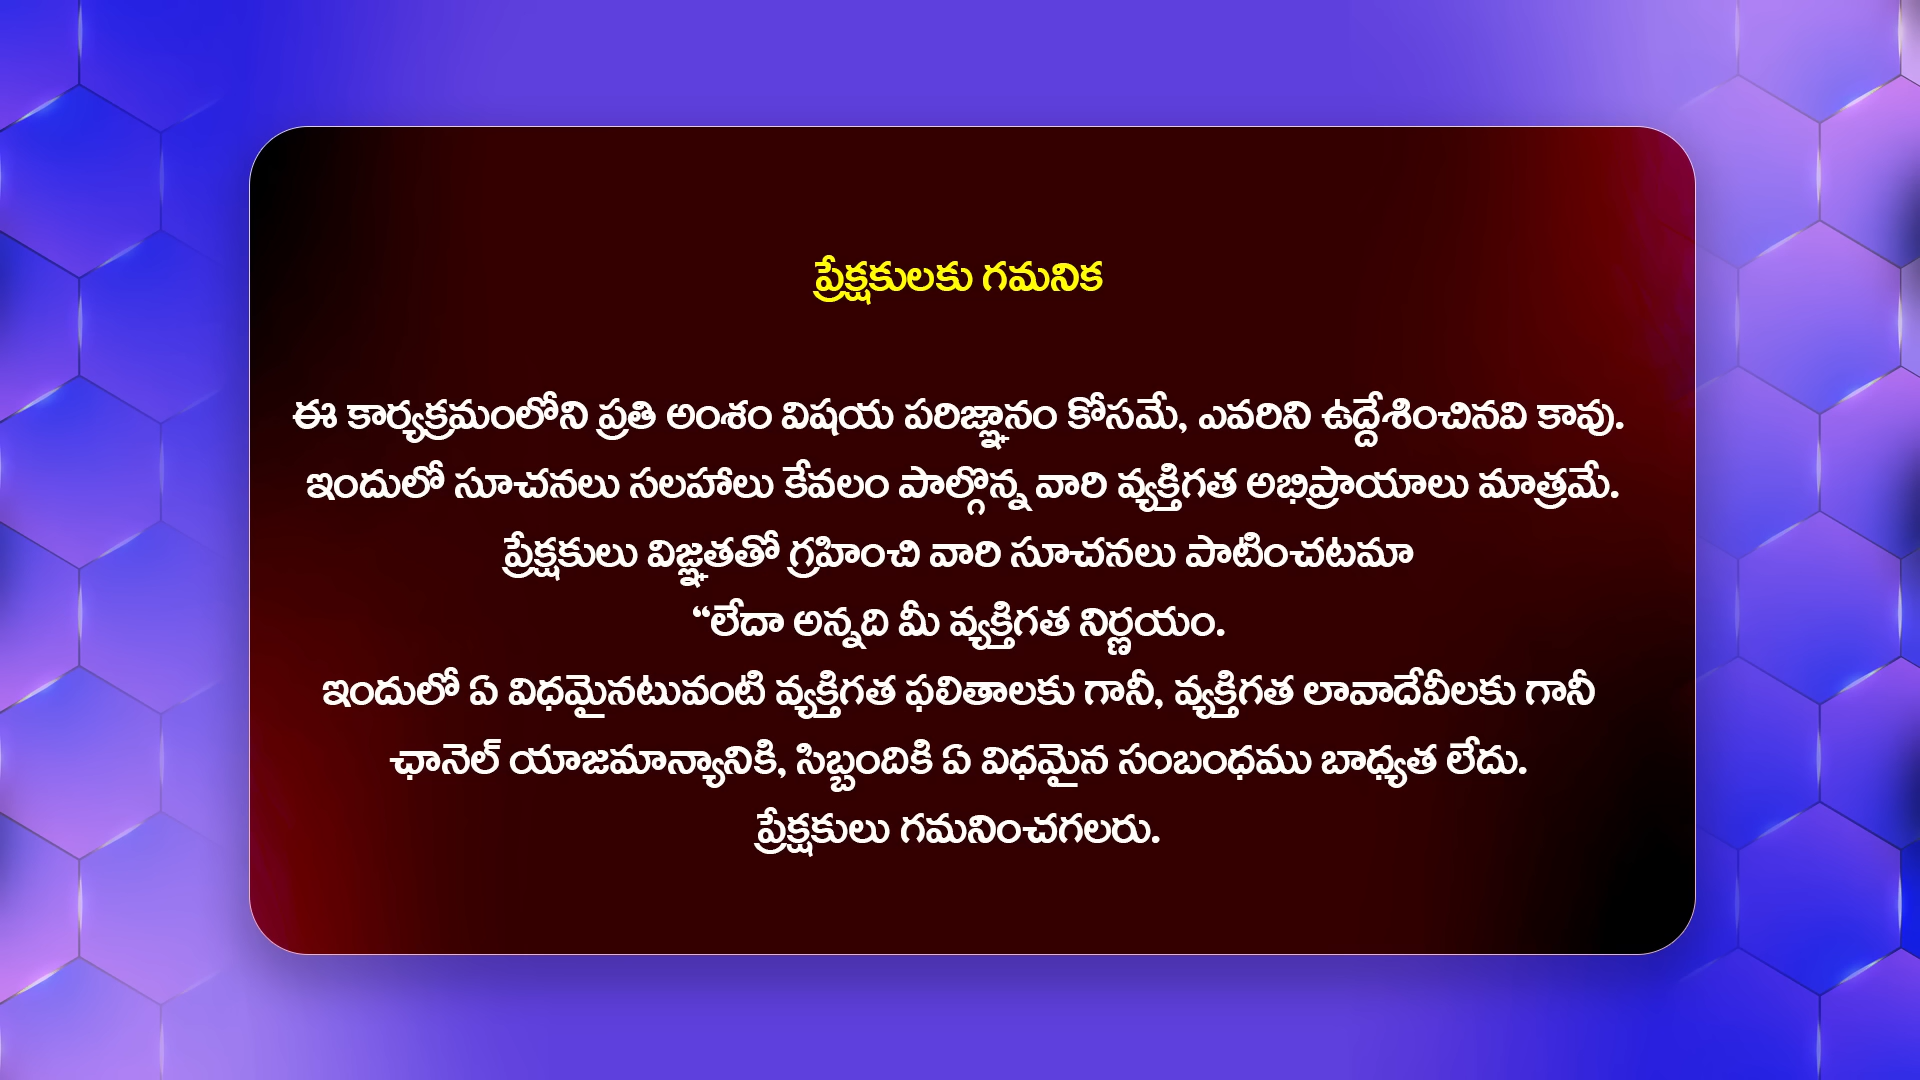 ప్రేక్షకులకు గమనిక
ఈ కార్యక్రమంలోని ప్రతి అంశం విషయ పరిజ్ఞానం కోసమే, ఎవరిని ఉద్దేశించినవి కావు.
ఇందులో సూచనలు సలహాలు కేవలం పాల్గొన్న వారి వ్యక్తిగత అభిప్రాయాలు మాత్రమే.
ప్రేక్షకులు విజ్ఞతతో గ్రహించి వారి సూచనలు పాటించటమా
“లేదా అన్నది మీ వ్యక్తిగత నిర్ణయం.
ఇందులో ఏ విధమైనటువంటి వ్యక్తిగత ఫలితాలకు గానీ, వ్యక్తిగత లావాదేవీలకు గానీ
ఛానెల్ యాజమాన్యానికి, సిబ్బందికి ఏ విధమైన సంబంధము బాధ్యత లేదు.
ప్రేక్షకులు గమనించగలరు.